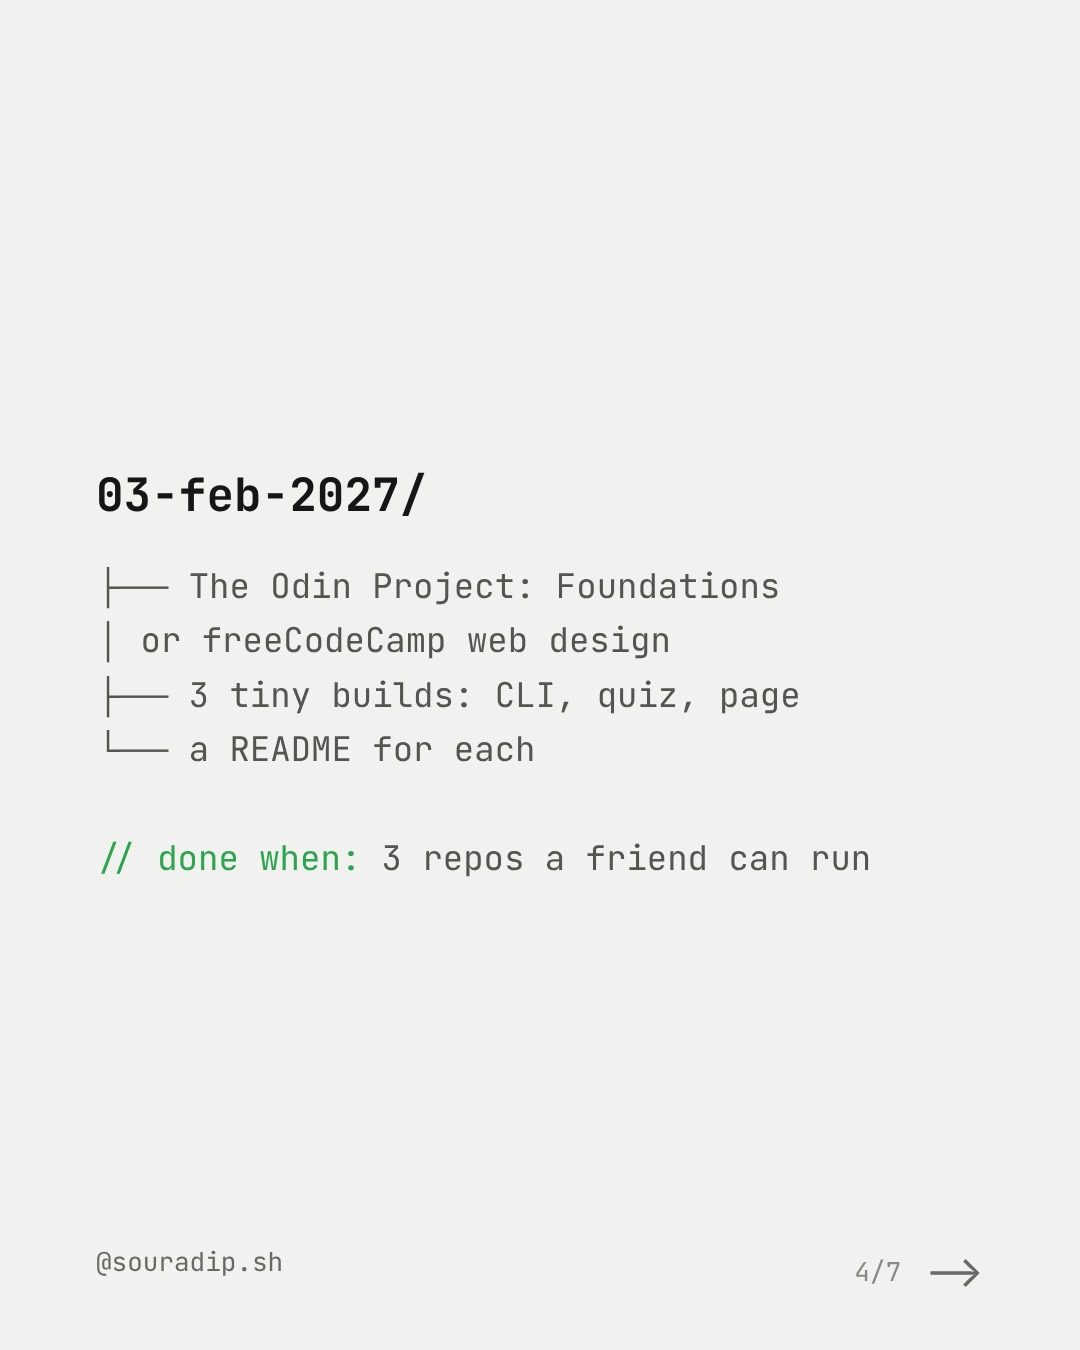 03-feb-2027/
├── The Odin Project: Foundations
│ or freeCodeCamp web design
├── 3 tiny builds: CLI, quiz, page
└── a README for each
// done when: 3 repos a friend can run
@souradip.sh
4/7 →